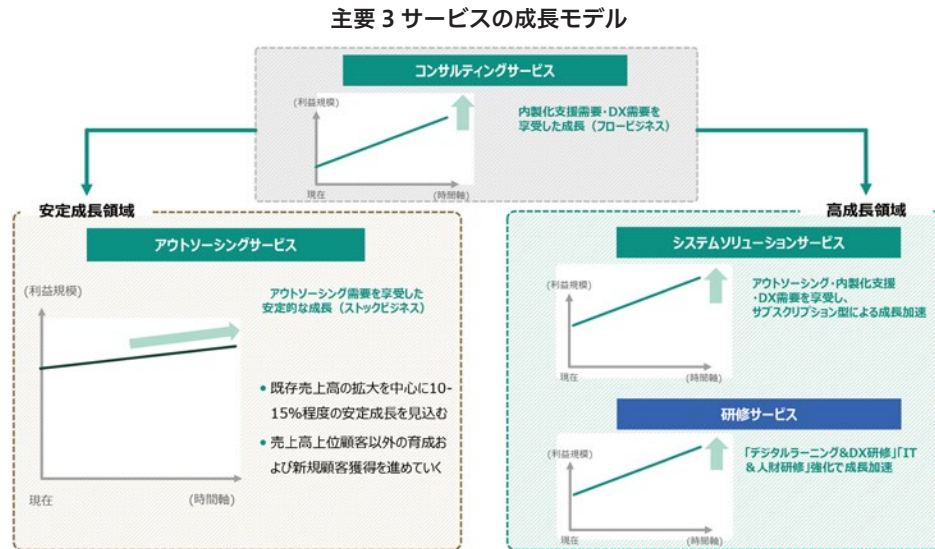 主要 3 サービスの成長モデル
コンサルティングサービス
(利益規模)
内製化支援需要・DX需要を
享受した成長（フロービジネス）
現在
(時間軸)
安定成長領域
アウトソーシングサービス
(利益規模)
アウトソーシング需要を享受した
安定的な成長（ストックビジネス）
• 既存売上高の拡大を中心に10-
15%程度の安定成長を見込む
• 売上高上位顧客以外の育成お
よび新規顧客獲得を進めていく
現在
(時間軸)
高成長領域
システムソリューションサービス
(利益規模)
アウトソーシング・内製化支援
・DX需要を享受し、
サブスクリプション型による成長加速
現在
(時間軸)
研修サービス
(利益規模)
「デジタルラーニング&DX研修」「IT
&人財研修」強化で成長加速
現在
(時間軸)